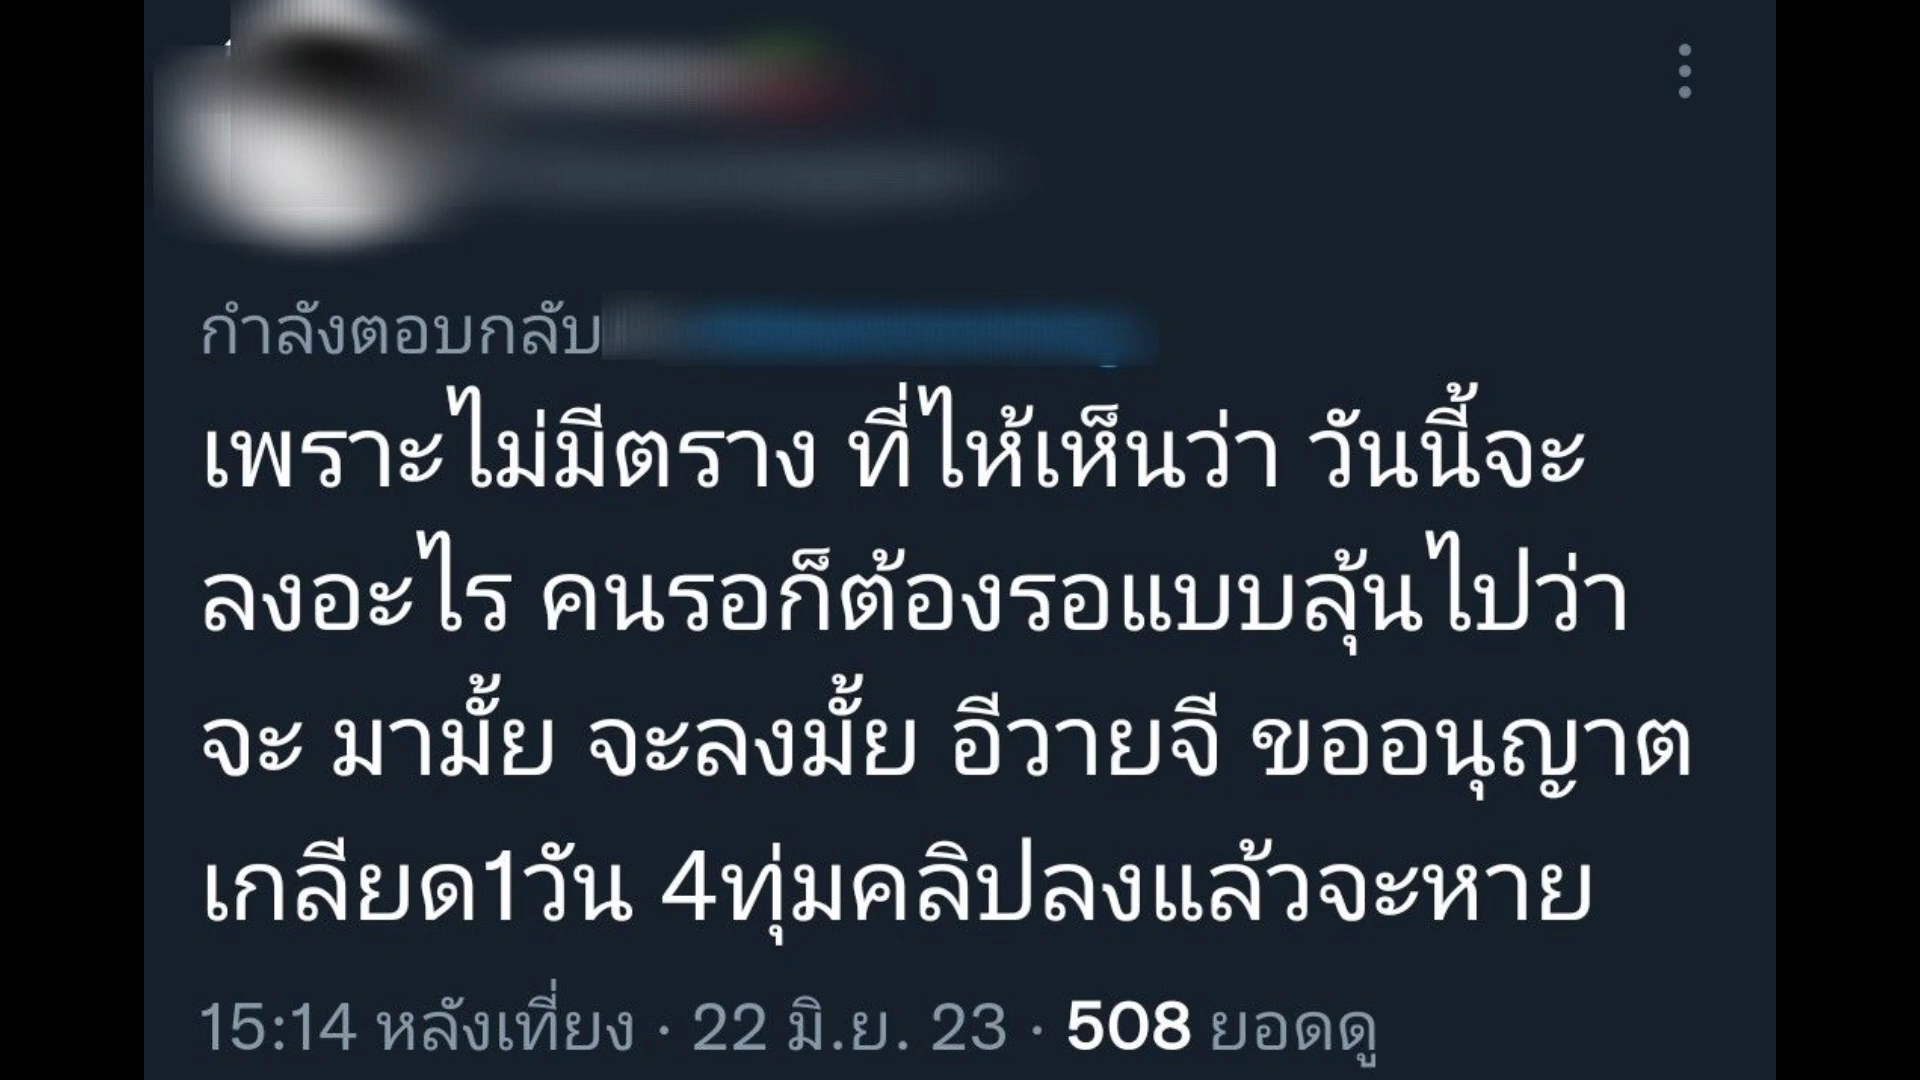 กำลังตอบกลับ
เพราะไม่มีตราง ที่ไห้เห็นว่า วันนี้จะ
ลงอะไร คนรอก็ต้องรอแบบลุ้นไปว่า
จะ มามั้ย จะลงมั้ย อีวายจี ขออนุญาต
เกลียด1วัน 4ทุ่มคลิปลงแล้วจะหาย
15:14 หลังเที่ยง · 22 มิ.ย. 23 · 508 ยอดดู